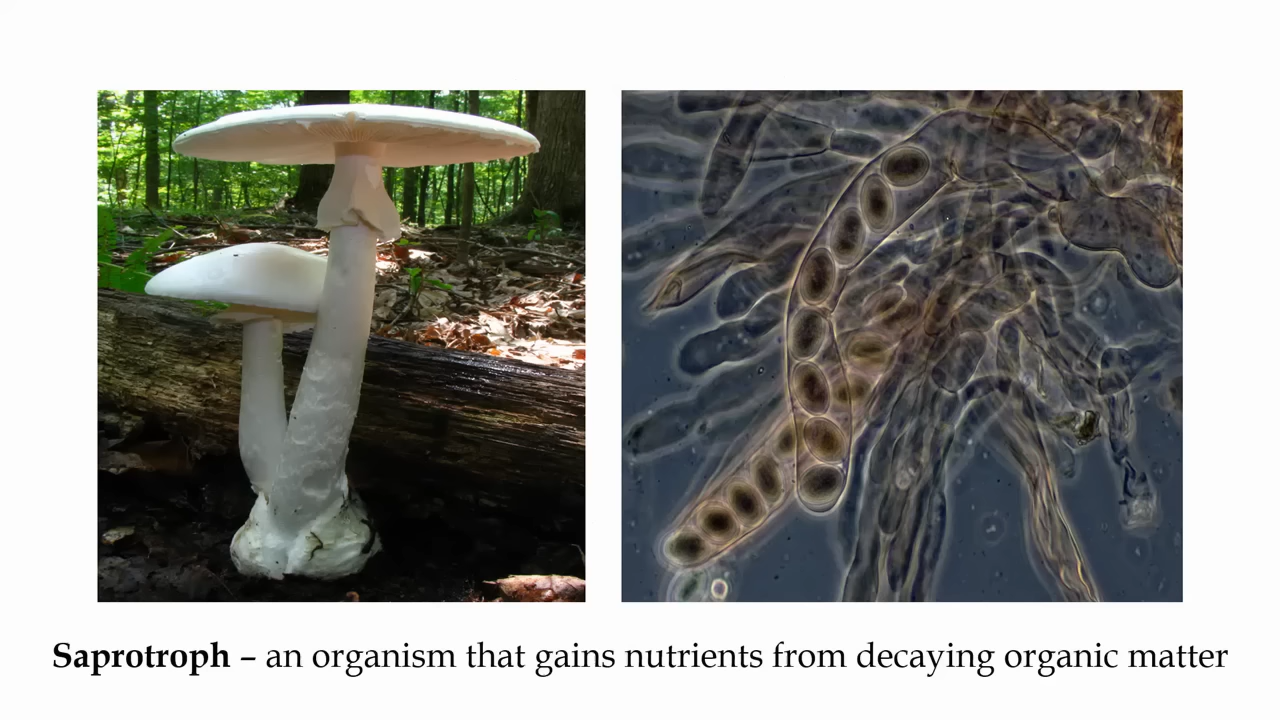 Saprotroph – an organism that gains nutrients from decaying organic matter